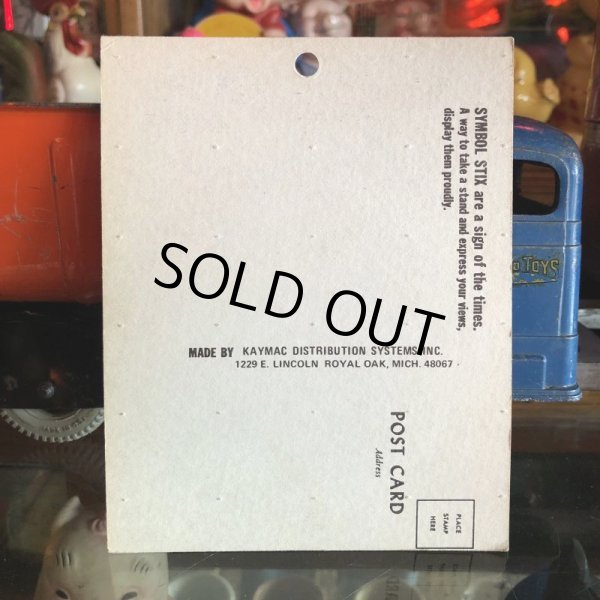 SYMBOL STIX are a sign of the times.
A way to take a stand and express your views,
display them proudly.
SOLD OUT
MADE BY KAYMAC DISTRIBUTION SYSTEMS INC.
1229 E. LINCOLN ROYAL OAK, MICH. 48067
POST CARD
Address
PLACE
STAMP
HERE
TOYS